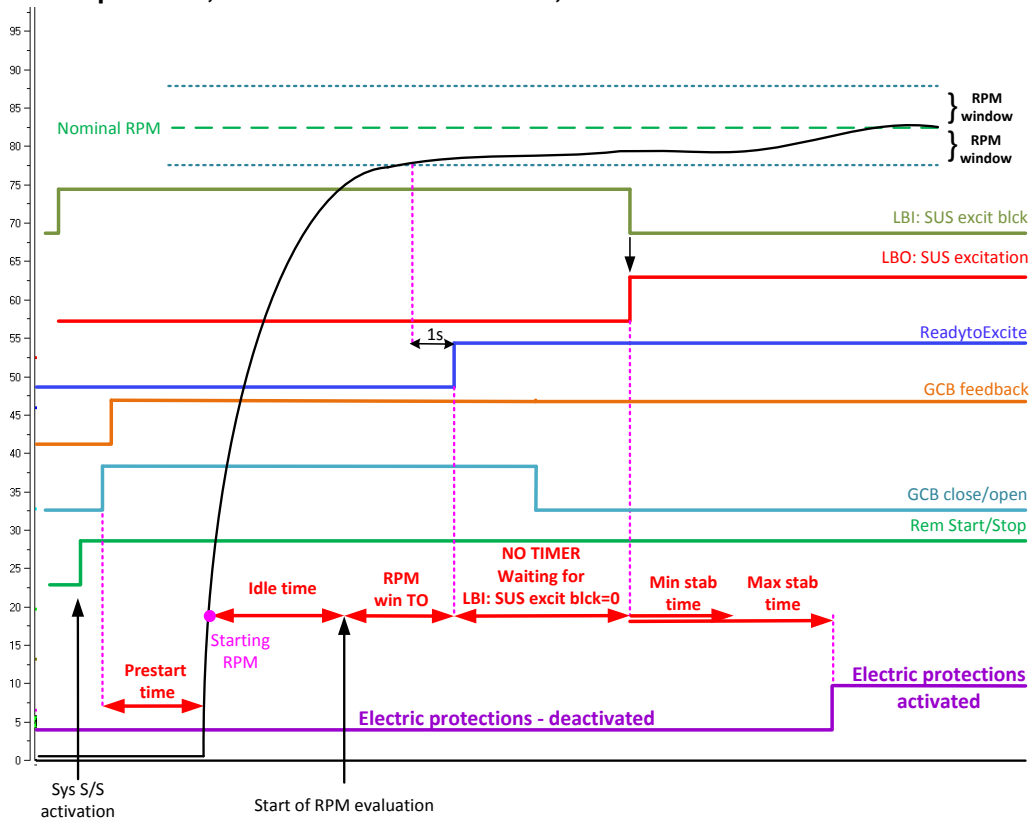 95
90
RPM
window
85
Nominal RPM
80
RPM
window
75
LBI: SUS excit blck
70
65
LBO: SUS excitation
60
55
1s
ReadytoExcite
50
GCB feedback
45
40
35
GCB close/open
30
Rem Start/Stop
25
NO TIMER
Waiting for
LBI: SUS excit blck=0
Idle time
RPM
win TO
Min stab
time
Max stab
time
20
Starting
RPM
15
Prestart
time
10
Electric protections
activated
5
Electric protections - deactivated
0
Sys S/S
activation
Start of RPM evaluation